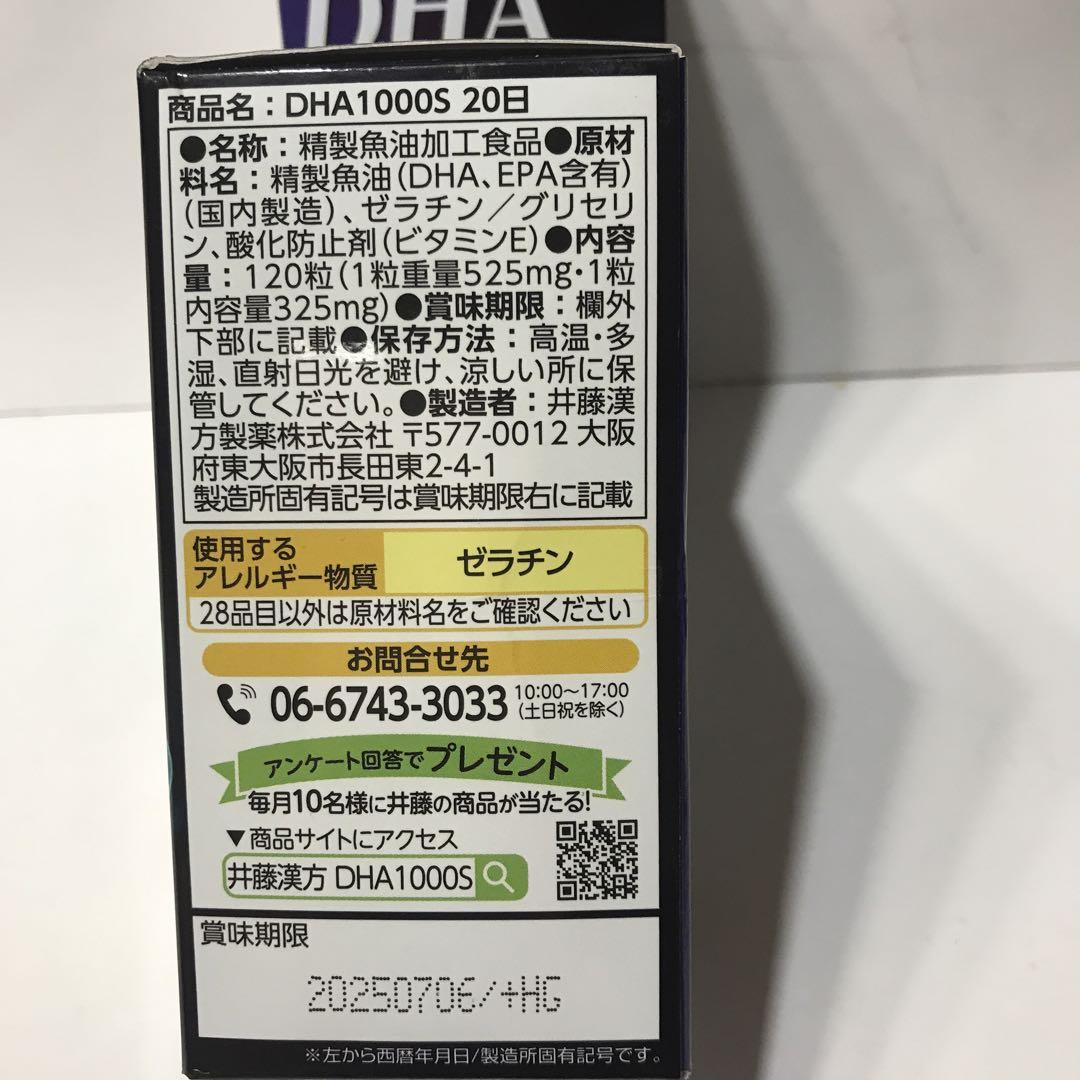 DHA
商品名：DHA1000S 20日
●名称：精製魚油加工食品●原材
料名：精製魚油(DHA、EPA含有)
(国内製造)、ゼラチン／グリセリ
ン、酸化防止剤(ビタミンE)●内容
量：120粒(1粒重量525mg・1粒
内容量325mg)●賞味期限：欄外
下部に記載●保存方法：高温・多
湿、直射日光を避け、涼しい所に保
管してください。●製造者：井藤漢
方製薬株式会社 〒577-0012 大阪
府東大阪市長田東2-4-1
製造所固有記号は賞味期限右に記載
使用する
アレルギー物質
ゼラチン
28品目以外は原材料名をご確認ください
お問合せ先
06-6743-3033 10:00〜17:00
(土日祝を除く)
アンケート回答でプレゼント
毎月10名様に井藤の商品が当たる!
▼商品サイトにアクセス
井藤漢方 DHA1000S
賞味期限
20250706/+HG
※左から西暦年月日/製造所固有記号です。